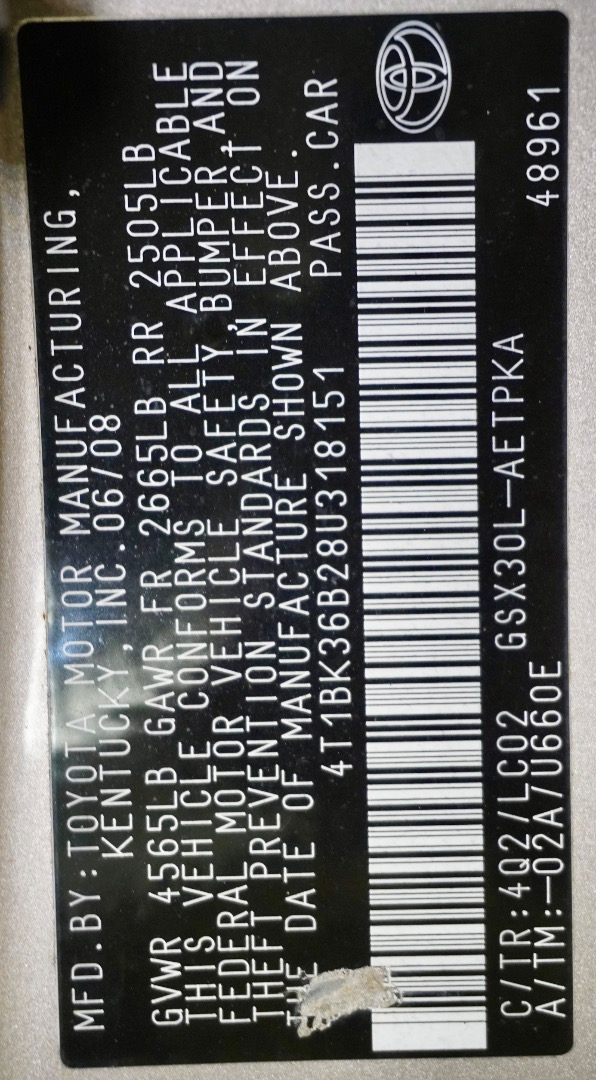 MFD.BY:TOYOTA MOTOR MANUFACTURING,
KENTUCKY,INC.06/08
GVWR 4565LB GAWR FR 2665LB RR 2505LB
THIS VEHICLE CONFORMS TO ALL APPLICABLE
FEDERAL MOTOR VEHICLE SAFETY,BUMPER,AND
THEFT PREVENTION STANDARDS IN EFFECT ON
THE DATE OF MANUFACTURE SHOWN ABOVE.
4T1BK36B28U318151 PASS.CAR
C/TR:4Q2/LC02 GSX30L-AETPKA 48961
A/TM:-02A/U660E